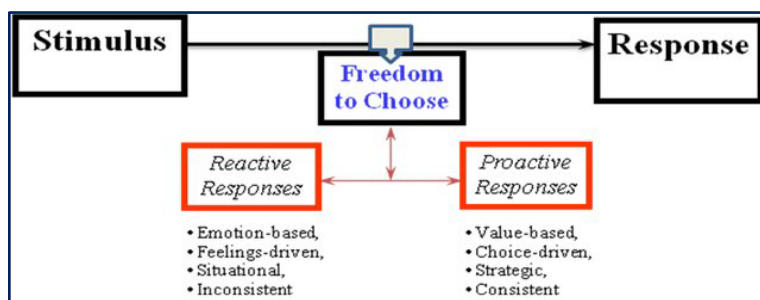 Stimulus
Response
Freedom
to Choose
Reactive
Responses
Proactive
Responses
• Emotion-based,
• Feelings-driven,
• Situational,
• Inconsistent
• Value-based,
• Choice-driven,
• Strategic,
• Consistent